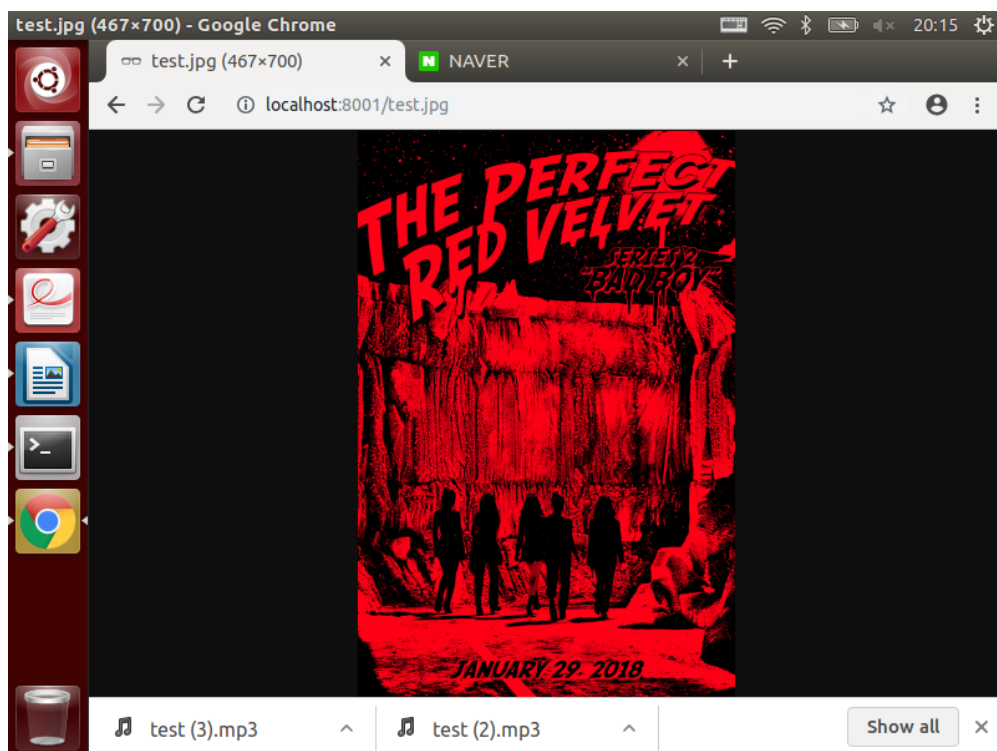 test.jpg (467×700) - Google Chrome
20:15
test.jpg (467×700)
N NAVER
localhost:8001/test.jpg
THE PERFECT
RED VELVET
SERIES 2
"BAD BOY"
JANUARY 29. 2018
test (3).mp3
test (2).mp3
Show all